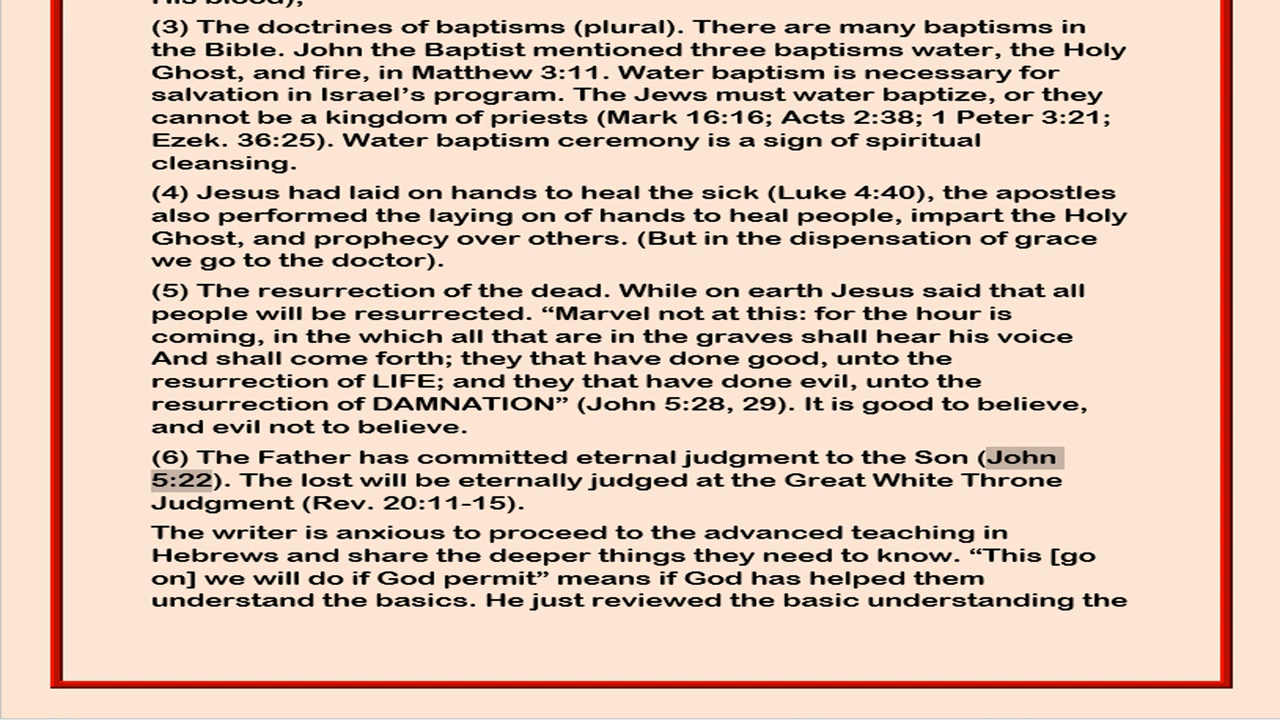 His blood),
(3) The doctrines of baptisms (plural). There are many baptisms in
the Bible. John the Baptist mentioned three baptisms water, the Holy
Ghost, and fire, in Matthew 3:11. Water baptism is necessary for
salvation in Israel’s program. The Jews must water baptize, or they
cannot be a kingdom of priests (Mark 16:16; Acts 2:38; 1 Peter 3:21;
Ezek. 36:25). Water baptism ceremony is a sign of spiritual
cleansing.
(4) Jesus had laid on hands to heal the sick (Luke 4:40), the apostles
also performed the laying on of hands to heal people, impart the Holy
Ghost, and prophecy over others. (But in the dispensation of grace
we go to the doctor).
(5) The resurrection of the dead. While on earth Jesus said that all
people will be resurrected. “Marvel not at this: for the hour is
coming, in the which all that are in the graves shall hear his voice
And shall come forth; they that have done good, unto the
resurrection of LIFE; and they that have done evil, unto the
resurrection of DAMNATION” (John 5:28, 29). It is good to believe,
and evil not to believe.
(6) The Father has committed eternal judgment to the Son (John
5:22). The lost will be eternally judged at the Great White Throne
Judgment (Rev. 20:11-15).
The writer is anxious to proceed to the advanced teaching in
Hebrews and share the deeper things they need to know. “This [go
on] we will do if God permit” means if God has helped them
understand the basics. He just reviewed the basic understanding the